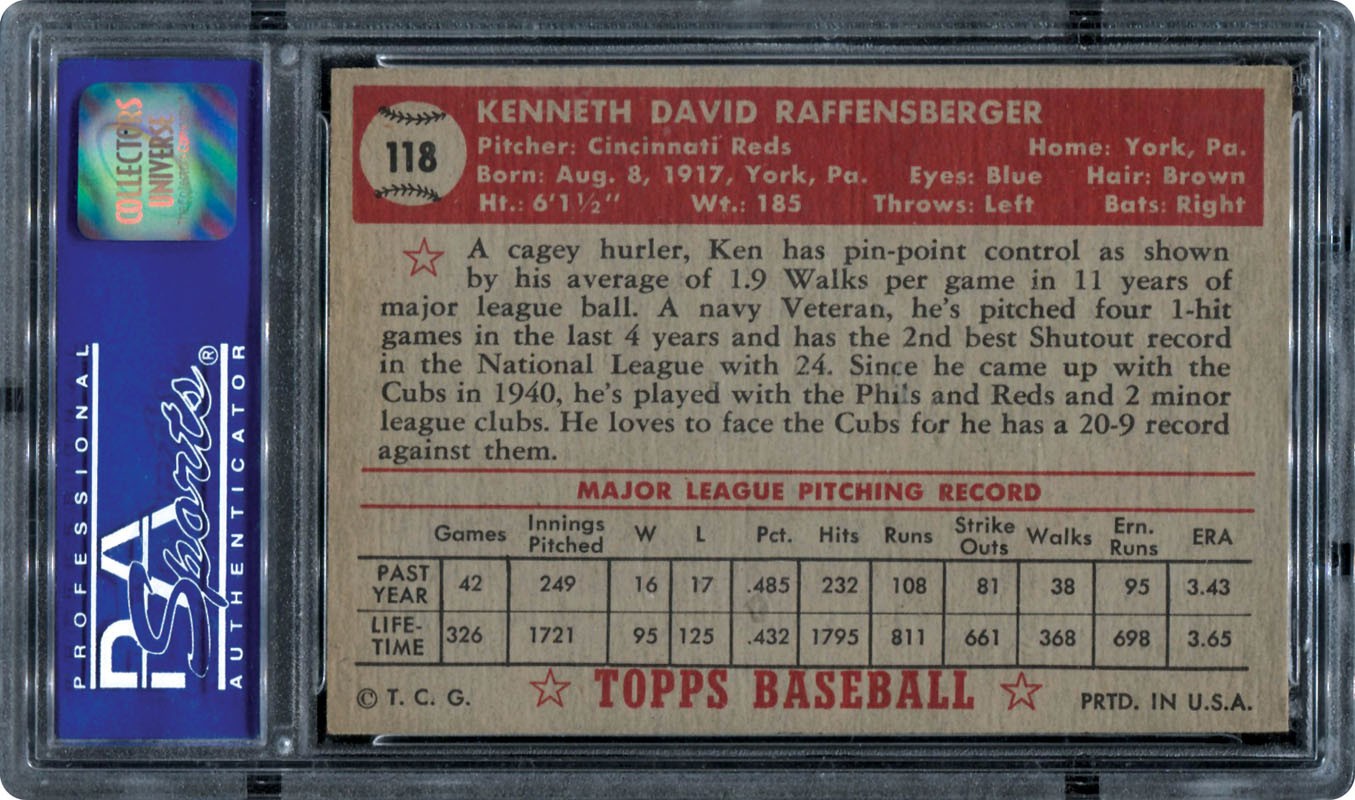 COLLECTORS
UNIVERSE
PROFESSIONAL
PSA
Sports®
AUTHENTICATOR
118
KENNETH DAVID RAFFENSBERGER
Pitcher: Cincinnati Reds Home: York, Pa.
Born: Aug. 8, 1917, York, Pa. Eyes: Blue Hair: Brown
Ht.: 6'1½" Wt.: 185 Throws: Left Bats: Right
A cagey hurler, Ken has pin-point control as shown
by his average of 1.9 Walks per game in 11 years of
major league ball. A navy Veteran, he's pitched four 1-hit
games in the last 4 years and has the 2nd best Shutout record
in the National League with 24. Since he came up with the
Cubs in 1940, he's played with the Phils and Reds and 2 minor
league clubs. He loves to face the Cubs for he has a 20-9 record
against them.
MAJOR LEAGUE PITCHING RECORD
Games Innings Pitched W L Pct. Hits Runs Strike Outs Walks Ern. Runs ERA
PAST YEAR 42 249 16 17 .485 232 108 81 38 95 3.43
LIFE-TIME 326 1721 95 125 .432 1795 811 661 368 698 3.65
© T. C. G. TOPPS BASEBALL PRTD. IN U.S.A.